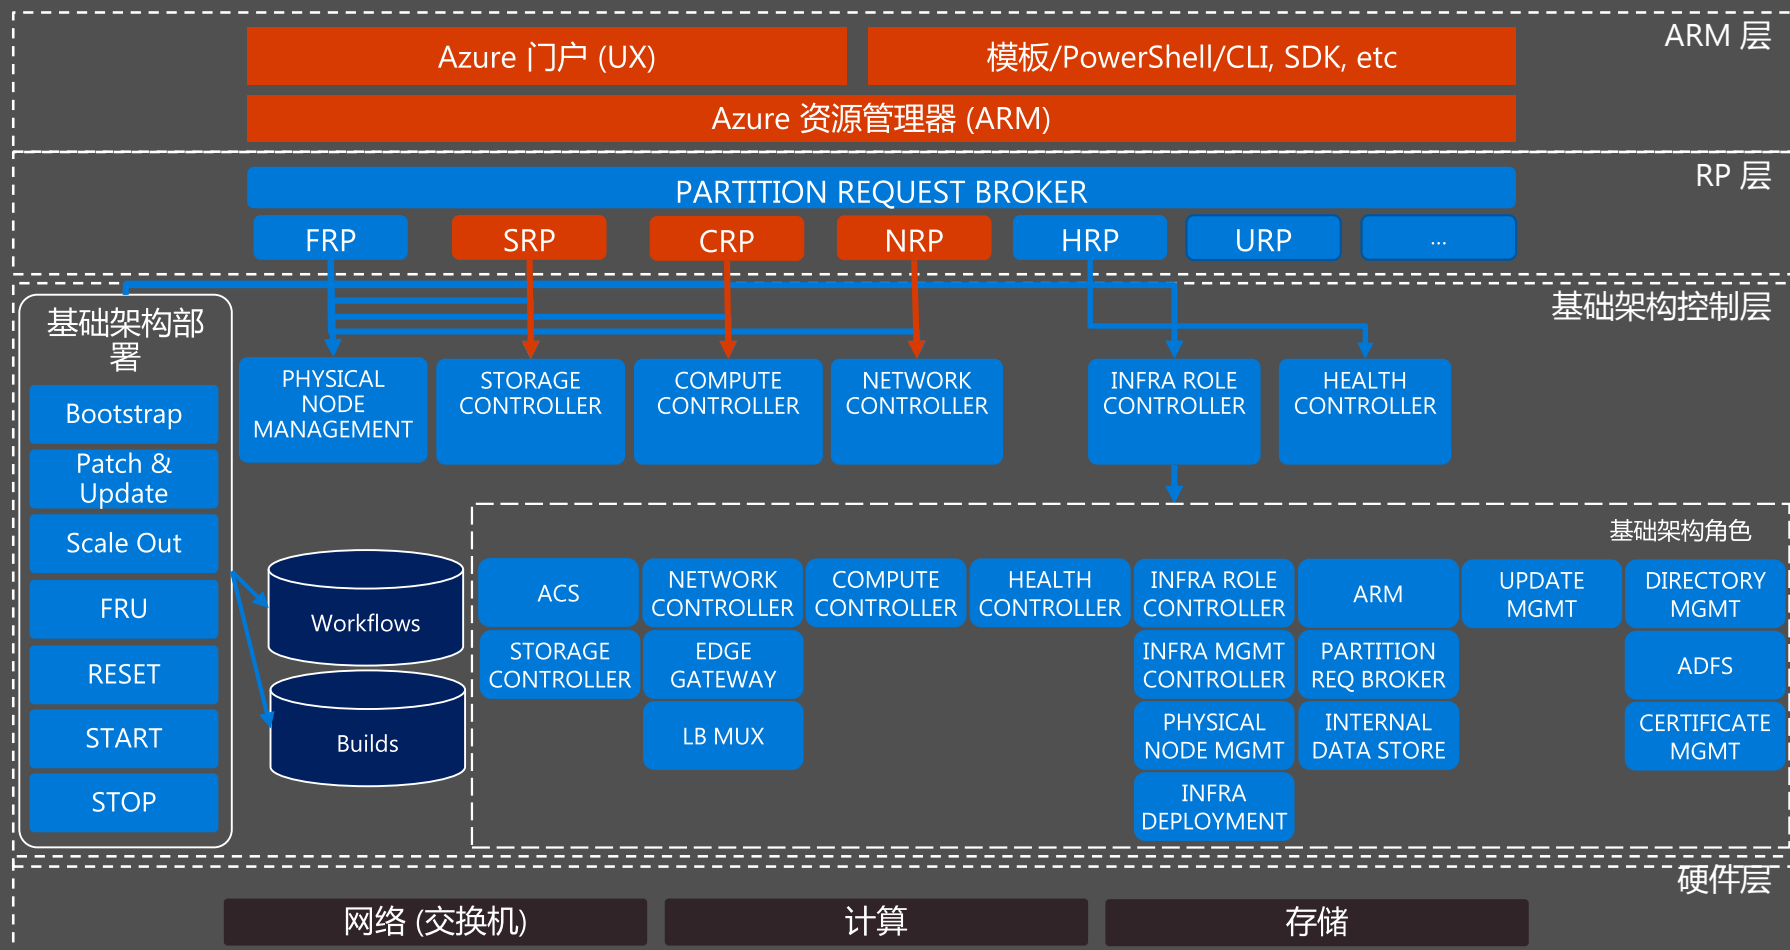 ARM 层
Azure 门户 (UX)
模板/PowerShell/CLI, SDK, etc
Azure 资源管理器 (ARM)
RP 层
PARTITION REQUEST BROKER
FRP
SRP
CRP
NRP
HRP
URP
...
基础架构控制层
基础架构部
署
Bootstrap
Patch &
Update
Scale Out
FRU
RESET
START
STOP
PHYSICAL
NODE
MANAGEMENT
STORAGE
CONTROLLER
COMPUTE
CONTROLLER
NETWORK
CONTROLLER
INFRA ROLE
CONTROLLER
HEALTH
CONTROLLER
Workflows
Builds
基础架构角色
ACS
NETWORK
CONTROLLER
COMPUTE
CONTROLLER
HEALTH
CONTROLLER
INFRA ROLE
CONTROLLER
ARM
UPDATE
MGMT
DIRECTORY
MGMT
STORAGE
CONTROLLER
EDGE
GATEWAY
INFRA MGMT
CONTROLLER
PARTITION
REQ BROKER
ADFS
LB MUX
PHYSICAL
NODE MGMT
INTERNAL
DATA STORE
CERTIFICATE
MGMT
INFRA
DEPLOYMENT
硬件层
网络 (交换机)
计算
存储